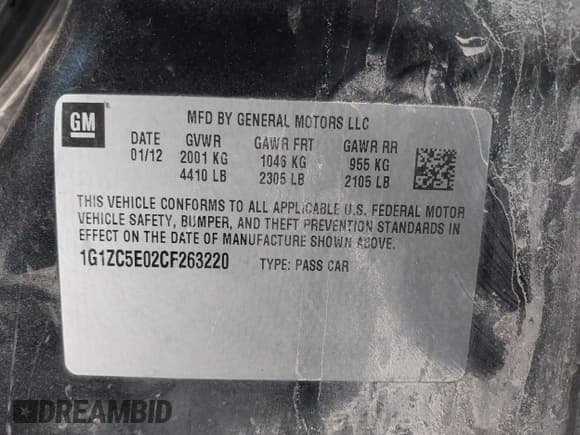 GM
MFD BY GENERAL MOTORS LLC
DATE GVWR GAWR FRT GAWR RR
01/12 2001 KG 1046 KG 955 KG
4410 LB 2305 LB 2105 LB
THIS VEHICLE CONFORMS TO ALL APPLICABLE U.S. FEDERAL MOTOR
VEHICLE SAFETY, BUMPER, AND THEFT PREVENTION STANDARDS IN
EFFECT ON THE DATE OF MANUFACTURE SHOWN ABOVE.
1G1ZC5E02CF263220 TYPE: PASS CAR
DREAMBID